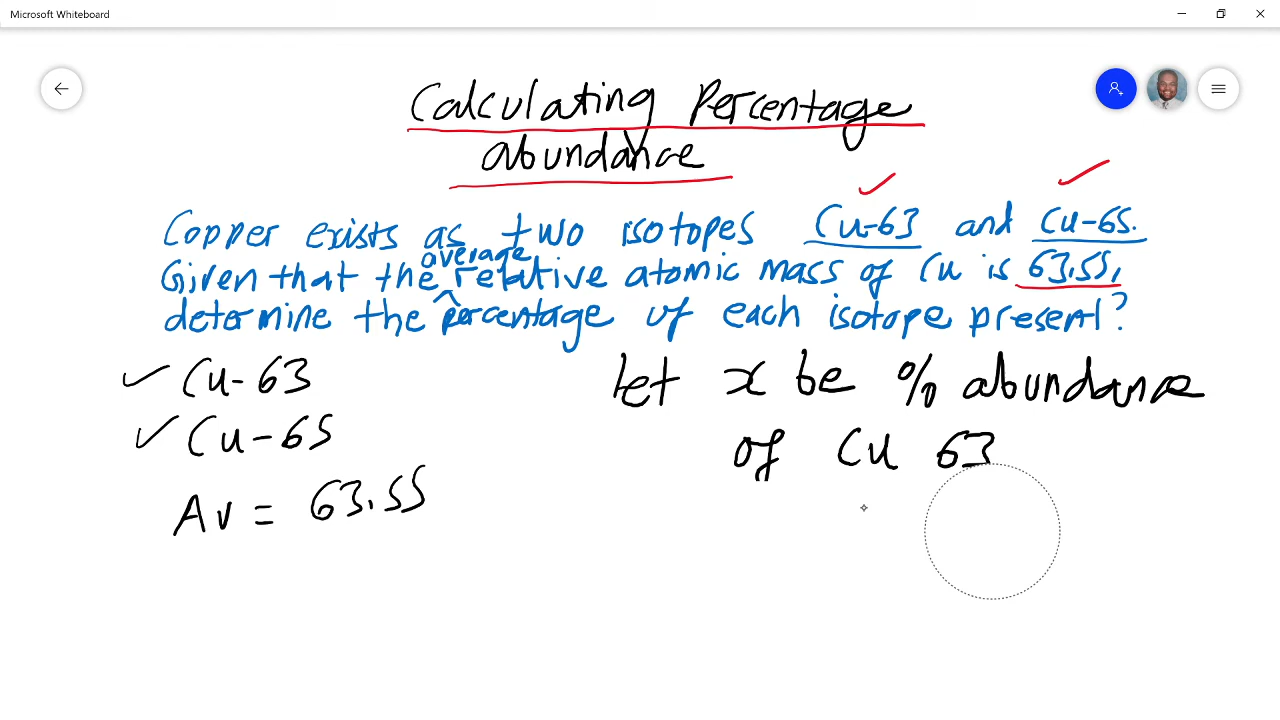 Microsoft Whiteboard
Calculating Percentage
abundance
Copper exists as two isotopes Cu-63 and Cu-65.
Given that the average relative atomic mass of Cu is 63.55,
determine the percentage of each isotope present?
Cu-63
Cu-65
Av = 63.55
Let x be % abundance
of Cu 63